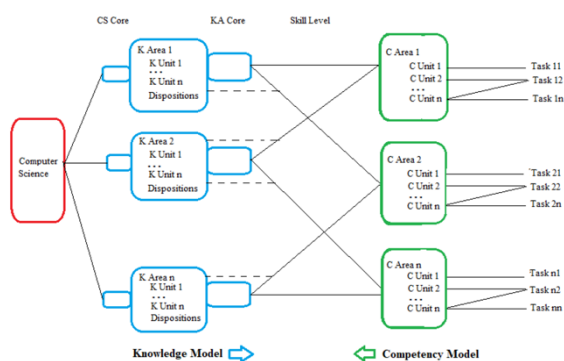 CS Core
KA Core
Skill Level
K Area 1
K Unit 1
...
K Unit n
Dispositions
K Area 2
K Unit 1
...
K Unit n
Dispositions
K Area n
K Unit 1
...
K Unit n
Dispositions
Computer
Science
C Area 1
C Unit 1
C Unit 2
...
C Unit n
Task 11
Task 12
Task 1n
C Area 2
C Unit 1
C Unit 2
...
C Unit n
Task 21
Task 22
Task 2n
C Area n
C Unit 1
C Unit 2
...
C Unit n
Task n1
Task n2
Task nn
Knowledge Model
Competency Model